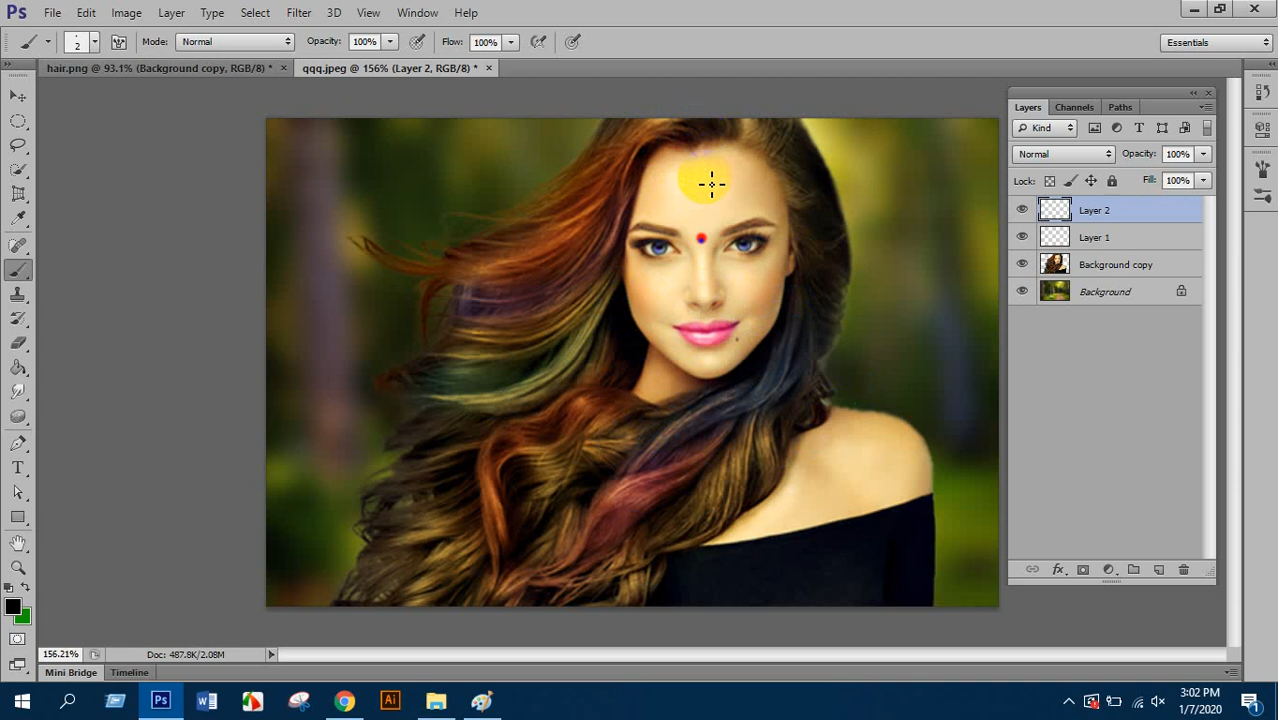 Ps File Edit Image Layer Type Select Filter 3D View Window Help
2 Mode: Normal Opacity: 100% Flow: 100% Essentials
hair.png @ 93.1% (Background copy, RGB/8) * × qqq.jpeg @ 156% (Layer 2, RGB/8) * ×
Layers Channels Paths
Kind
Normal Opacity: 100%
Lock: Fill: 100%
Layer 2
Layer 1
Background copy
Background
156.21% Doc: 487.8K/2.08M
Mini Bridge Timeline
3:02 PM
1/7/2020